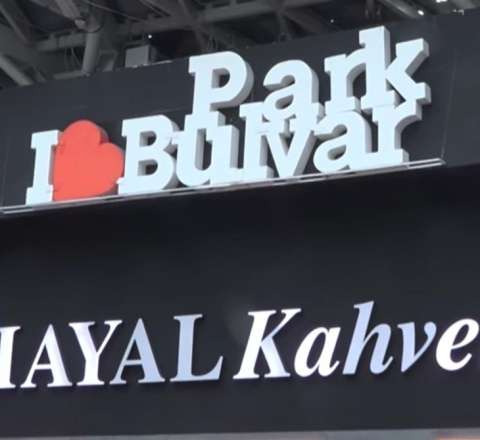 Park
I ❤ Bulvar
HAYAL Kahve